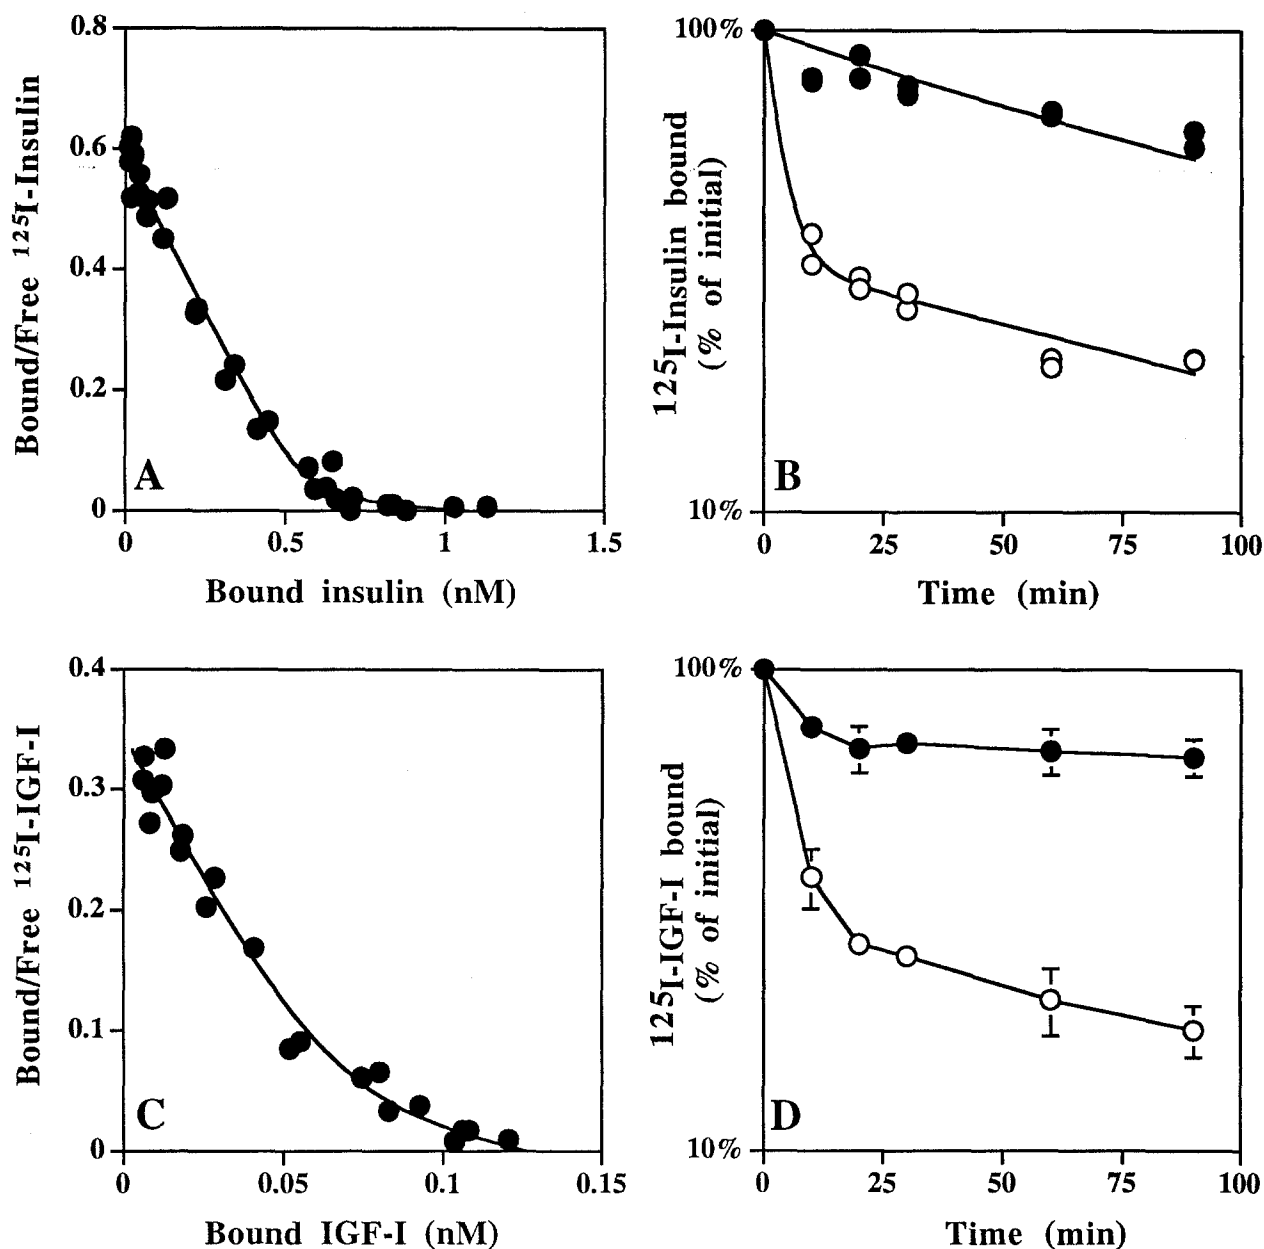 0.8
0.6
0.4
0.2
0
Bound/Free 125I-Insulin
A
0
0.5
1
1.5
Bound insulin (nM)
100%
10%
125I-Insulin bound
(% of initial)
B
0
25
50
75
100
Time (min)
0.4
0.3
0.2
0.1
0
Bound/Free 125I-IGF-I
C
0
0.05
0.1
0.15
Bound IGF-I (nM)
100%
10%
125I-IGF-I bound
(% of initial)
D
0
25
50
75
100
Time (min)